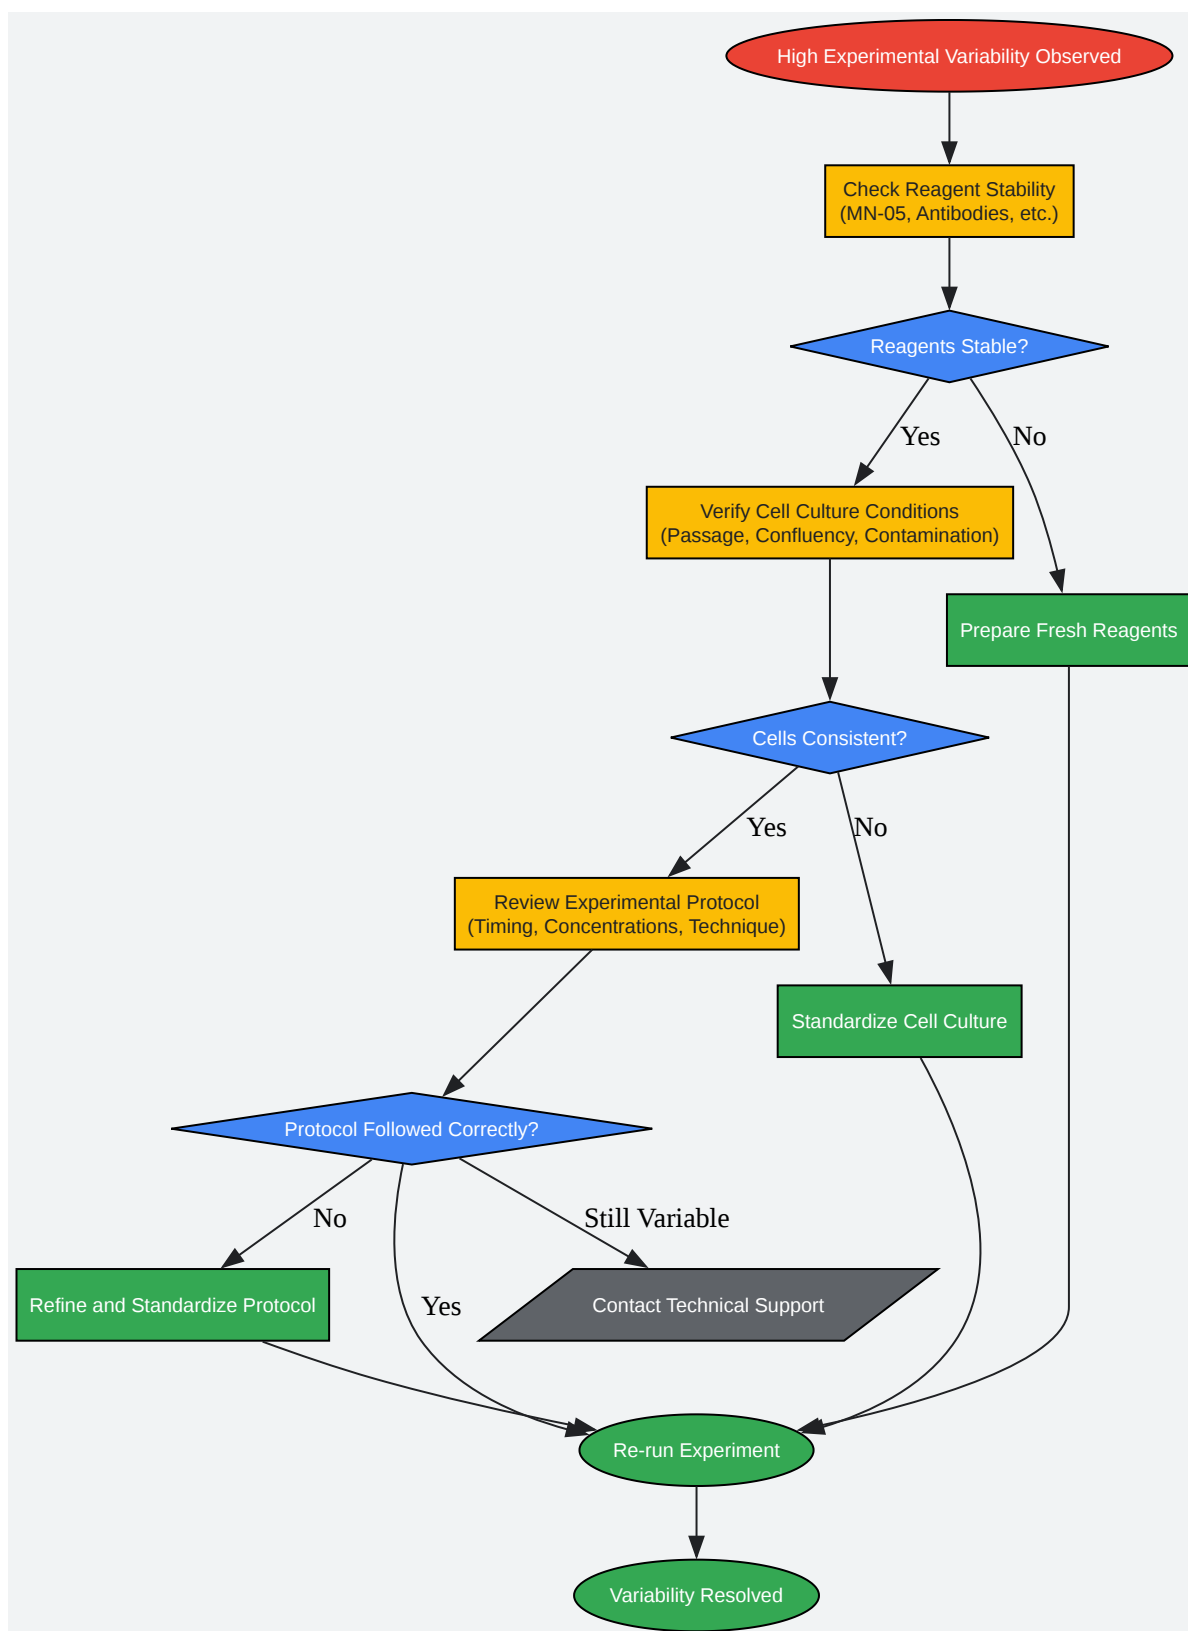 High Experimental Variability Observed
Check Reagent Stability
(MN-05, Antibodies, etc.)
Reagents Stable?
Yes
No
Verify Cell Culture Conditions
(Passage, Confluency, Contamination)
Prepare Fresh Reagents
Cells Consistent?
Yes
No
Review Experimental Protocol
(Timing, Concentrations, Technique)
Standardize Cell Culture
Protocol Followed Correctly?
No
Still Variable
Yes
Refine and Standardize Protocol
Contact Technical Support
Re-run Experiment
Variability Resolved